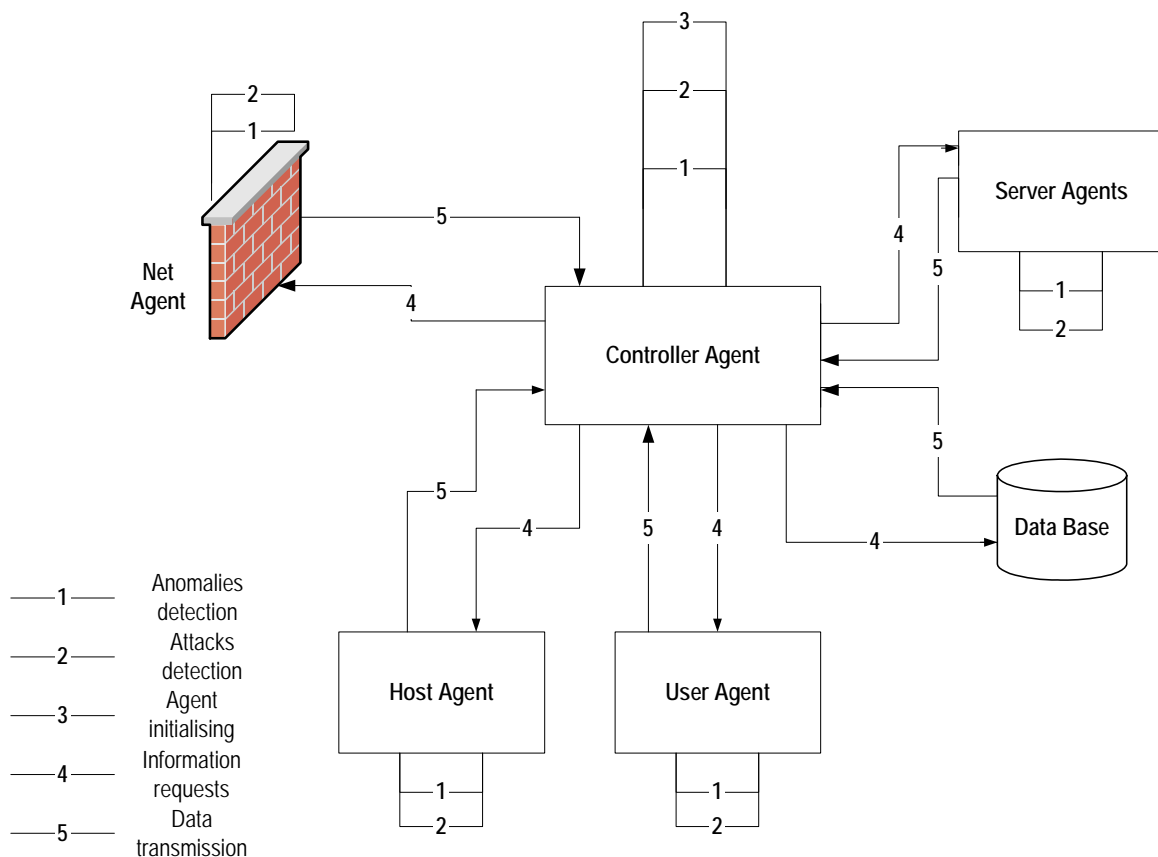 3
2
2
1
1
Server Agents
5
4
Net
Agent
5
1
4
2
Controller Agent
5
5
4
5
4
4
Data Base
1
Anomalies
detection
2
Attacks
detection
3
Agent
initialising
4
Information
requests
5
Data
transmission
Host Agent
User Agent
1
1
2
2